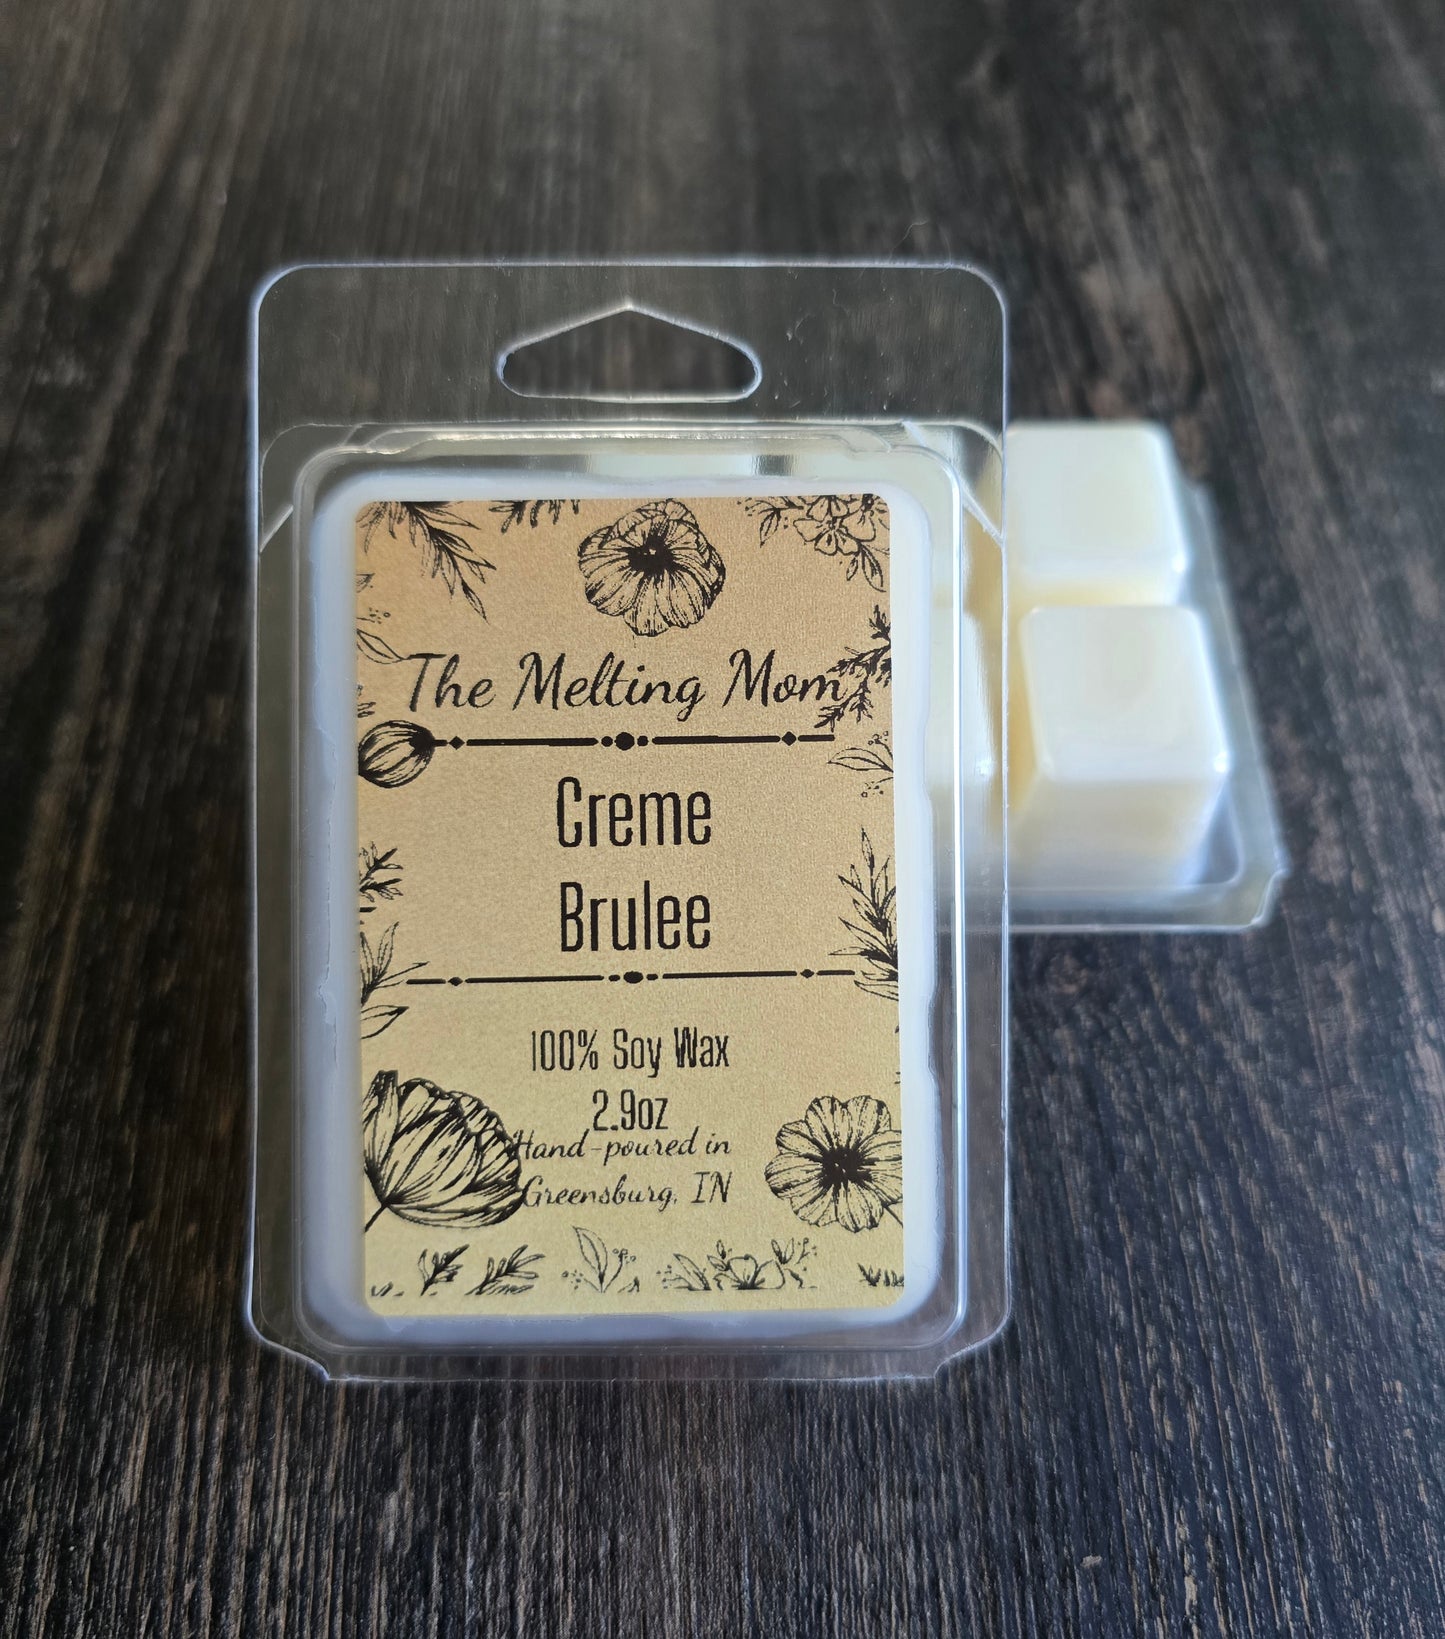 The Melting Mom
Creme
Brulee
100% Soy Wax
2.9oz
Hand-poured in
Greensburg, IN